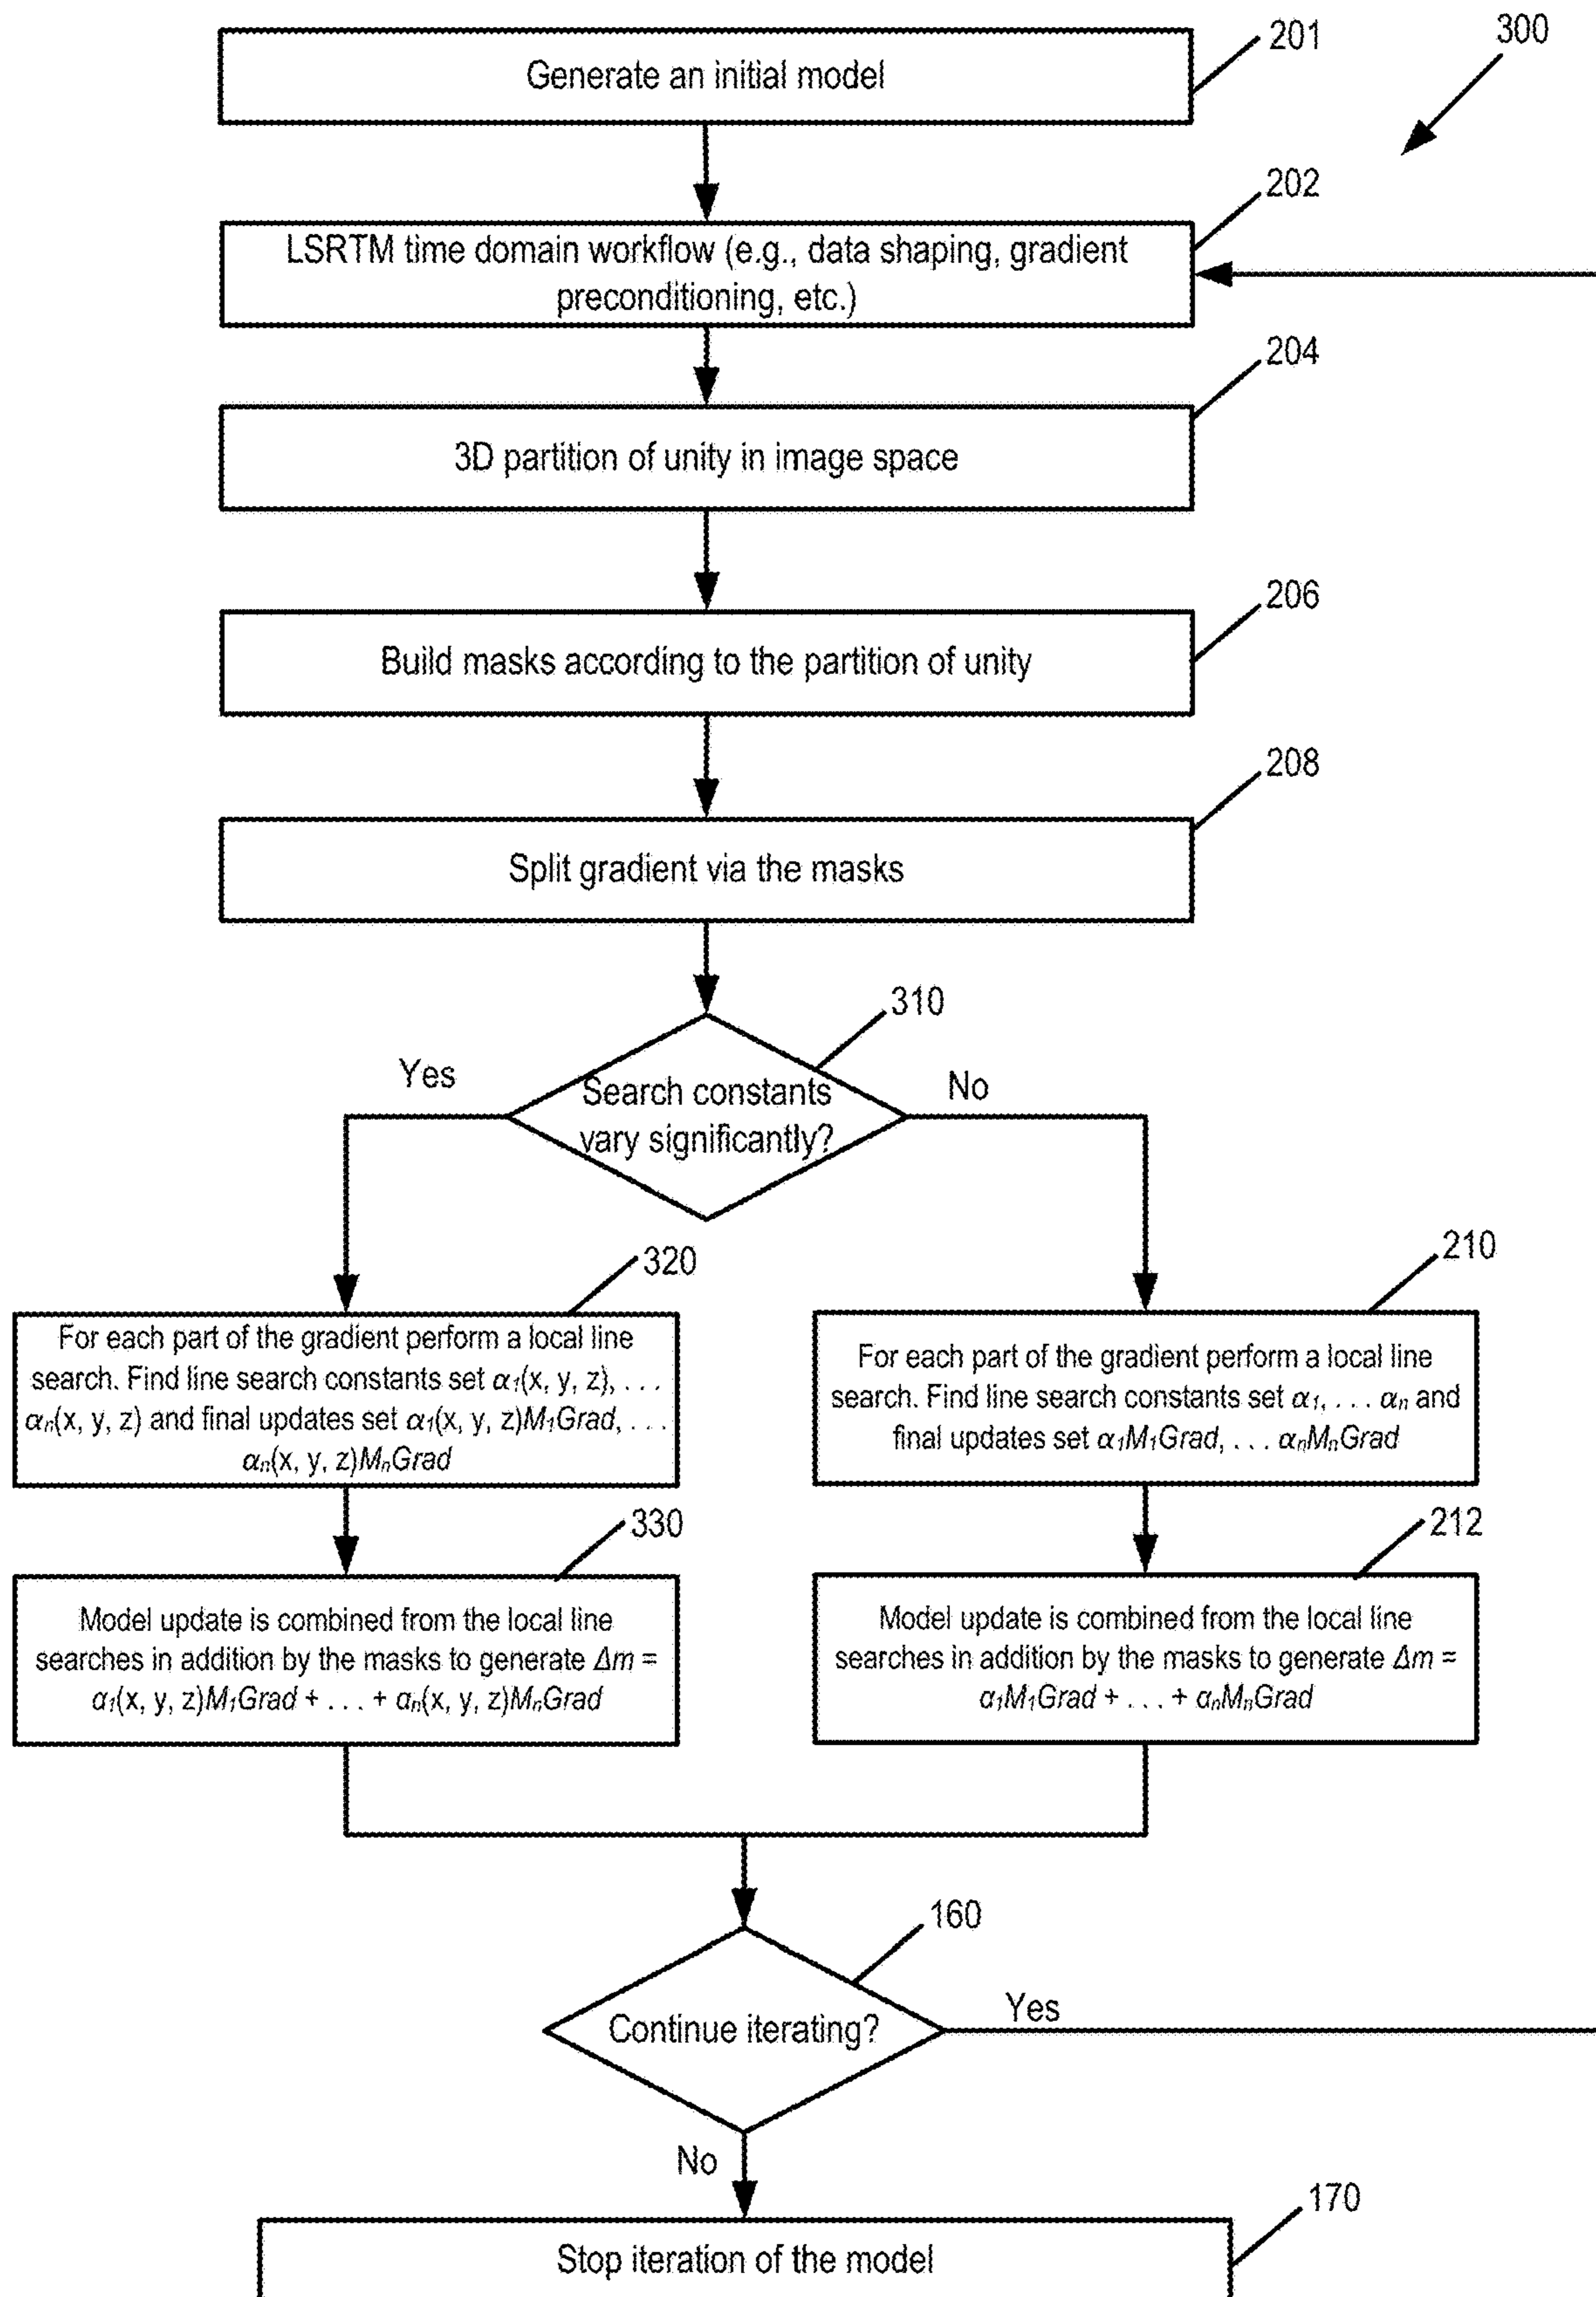 201
300
Generate an initial model
202
LSRTM time domain workflow (e.g., data shaping, gradient
preconditioning, etc.)
204
3D partition of unity in image space
206
Build masks according to the partition of unity
208
Split gradient via the masks
310
Yes
No
Search constants
vary significantly?
320
For each part of the gradient perform a local line
search. Find line search constants set α₁(x, y, z), . . .
αₙ(x, y, z) and final updates set α₁(x, y, z)M₁Grad, . . .
αₙ(x, y, z)MₙGrad
210
For each part of the gradient perform a local line
search. Find line search constants set α₁, . . . αₙ and
final updates set α₁M₁Grad, . . . αₙMₙGrad
330
Model update is combined from the local line
searches in addition by the masks to generate Δm =
α₁(x, y, z)M₁Grad + . . . + αₙ(x, y, z)MₙGrad
212
Model update is combined from the local line
searches in addition by the masks to generate Δm =
α₁M₁Grad + . . . + αₙMₙGrad
160
Continue iterating?
Yes
No
170
Stop iteration of the model